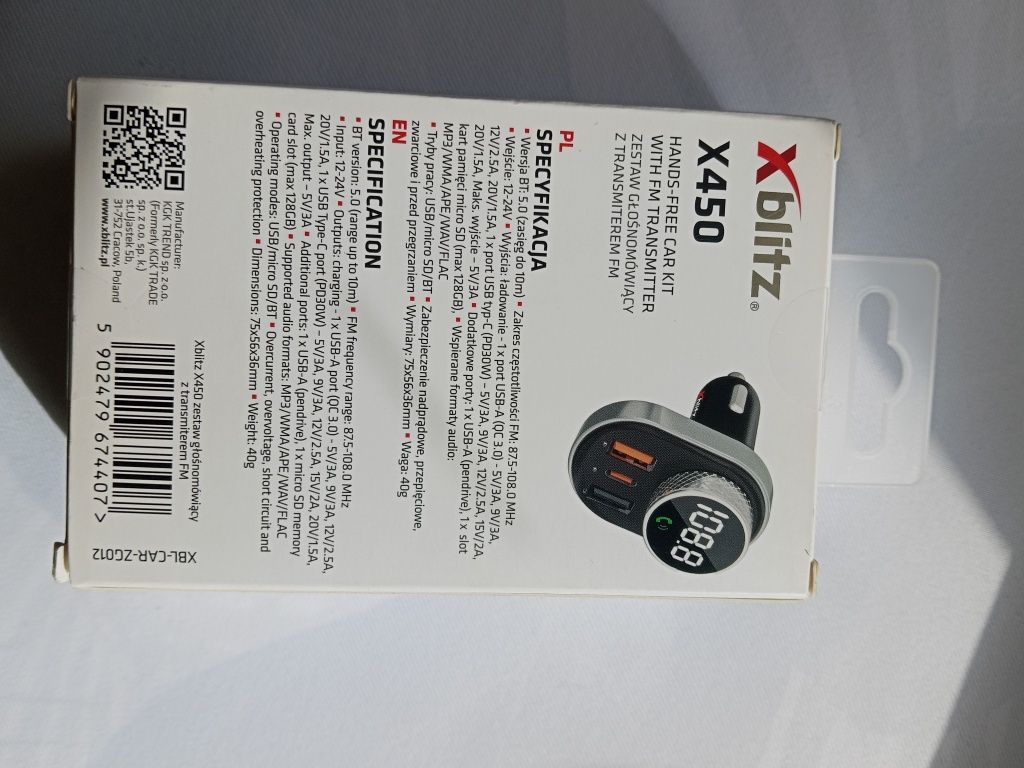 Xblitz®
X450
HANDS-FREE CAR KIT
WITH FM TRANSMITTER
ZESTAW GŁOŚNOMÓWIĄCY
Z TRANSMITEREM FM
108.8
PL
SPECYFIKACJA
▪ Wersja BT: 5.0 (zasięg do 10m) ▪ Zakres częstotliwości FM: 87.5-108.0 MHz
▪ Wejście: 12-24V ▪ Wyjścia: ładowanie - 1 x port USB-A (QC 3.0) - 5V/3A, 9V/3A,
12V/2.5A, 20V/1.5A, 1 x port USB typ-C (PD30W) – 5V/3A, 9V/3A, 12V/2.5A, 15V/2A,
20V/1.5A, Maks. wyjście – 5V/3A ▪ Dodatkowe porty: 1 x USB-A (pendrive), 1 x slot
kart pamięci micro SD (max 128GB), ▪ Wspierane formaty audio:
MP3/WMA/APE/WAV/FLAC
▪ Tryby pracy: USB/micro SD/BT ▪ Zabezpieczenie nadprądowe, przepięciowe,
zwarciowe i przed przegrzaniem ▪ Wymiary: 75x56x36mm ▪ Waga: 40g
EN
SPECIFICATION
▪ BT version: 5.0 (range up to 10m) ▪ FM frequency range: 87.5-108.0 MHz
▪ Input: 12-24V ▪ Outputs: charging - 1 x USB-A port (QC 3.0) - 5V/3A, 9V/3A, 12V/2.5A,
20V/1.5A, 1 x USB Type-C port (PD30W) – 5V/3A, 9V/3A, 12V/2.5A, 15V/2A, 20V/1.5A,
Max. output – 5V/3A ▪ Additional ports: 1 x USB-A (pendrive), 1 x micro SD memory
card slot (max 128GB) ▪ Supported audio formats: MP3/WMA/APE/WAV/FLAC
▪ Operating modes: USB/micro SD/BT ▪ Overcurrent, overvoltage, short circuit and
overheating protection ▪ Dimensions: 75x56x36mm ▪ Weight: 40g
Manufacturer:
KGK TREND sp. z o.o.
(Formerly KGK TRADE
sp. z o.o. sp. k.)
st.Ujastek 5b,
31-752 Cracow, Poland
www.xblitz.pl
Xblitz X450 zestaw głośnomówiący
z transmiterem FM
5 902479 674407 >
XBL-CAR-ZG012